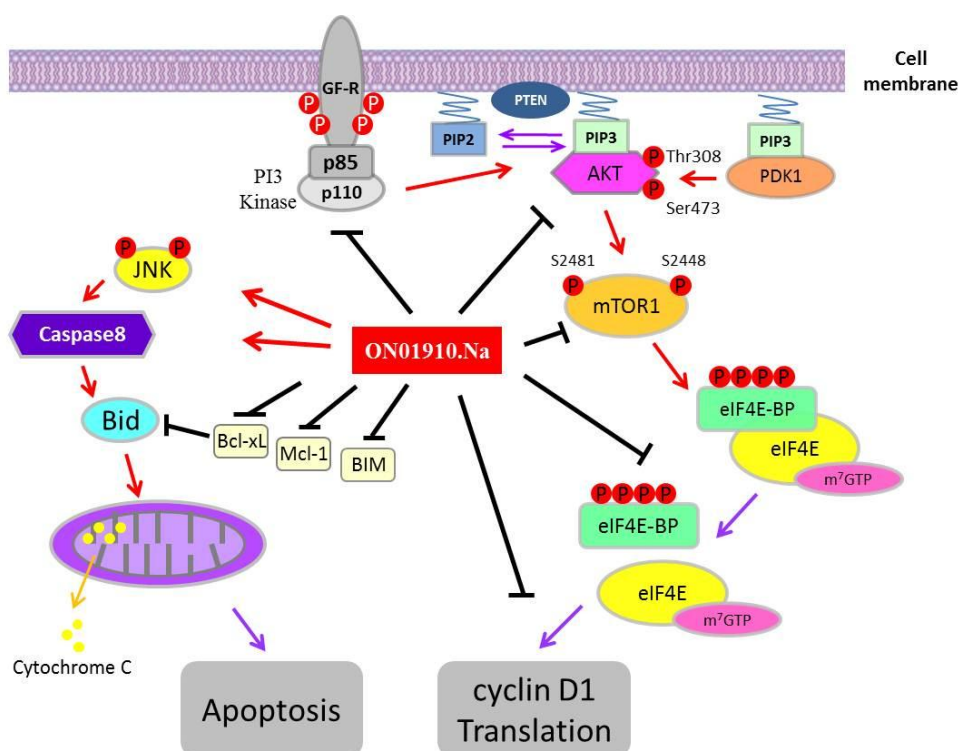 Cell
membrane
GF-R
P
P
P
P
PTEN
PIP2
PIP3
PIP3
p85
p110
PI3
Kinase
AKT
P
Thr308
P
Ser473
PDK1
P
P
JNK
S2481
S2448
P
P
mTOR1
Caspase8
ON01910.Na
P P P P
eIF4E-BP
eIF4E
m⁷GTP
Bid
Bcl-xL
Mcl-1
BIM
P P P P
eIF4E-BP
eIF4E
m⁷GTP
Cytochrome C
Apoptosis
cyclin D1
Translation